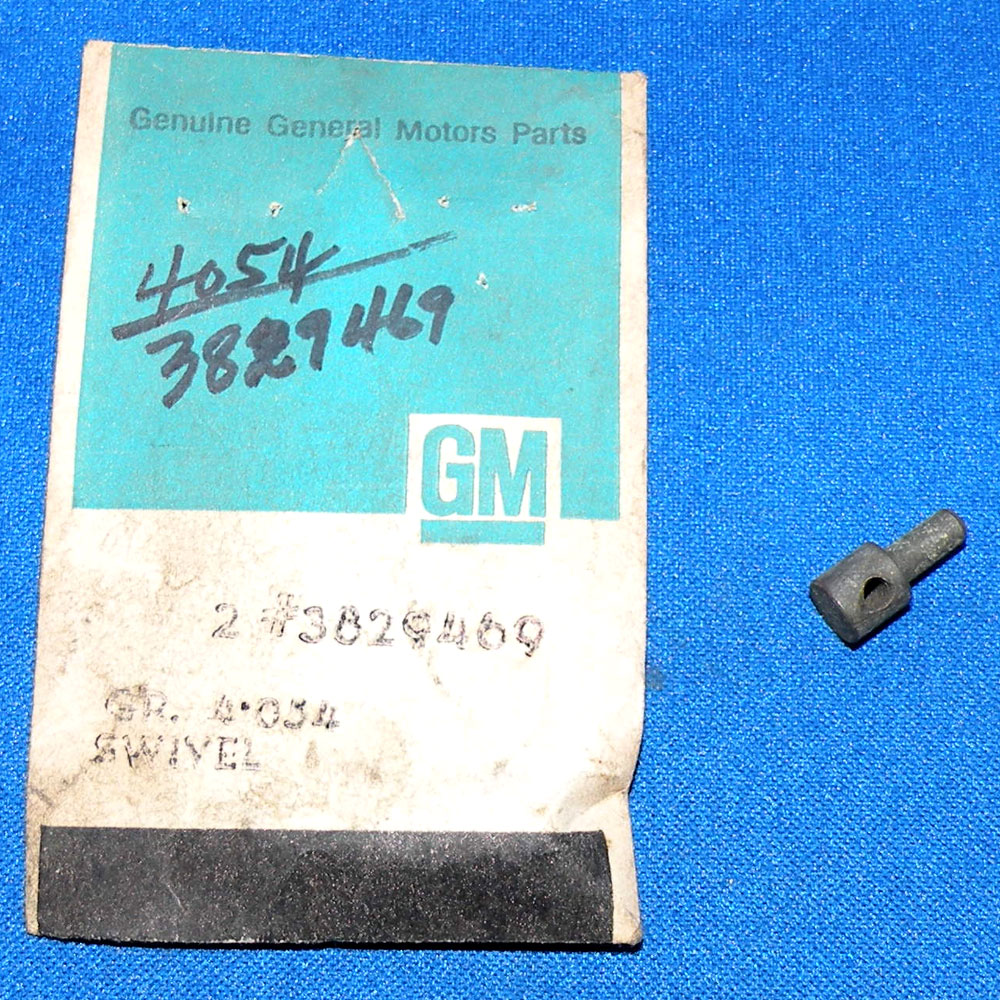 Genuine General Motors Parts
4054
3829469
GM
2 #3829469
GR. 4.054
SWIVEL